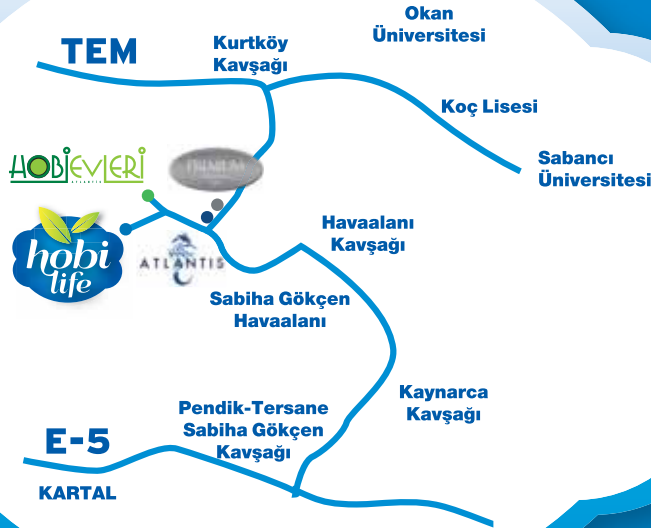 Okan
Üniversitesi
TEM
Kurtköy
Kavşağı
Koç Lisesi
HOBİEVLERİ
ATLANTIS
Sabancı
Üniversitesi
hobi
life
ATLANTIS
Havaalanı
Kavşağı
Sabiha Gökçen
Havaalanı
Kaynarca
Kavşağı
Pendik-Tersane
Sabiha Gökçen
Kavşağı
E-5
KARTAL